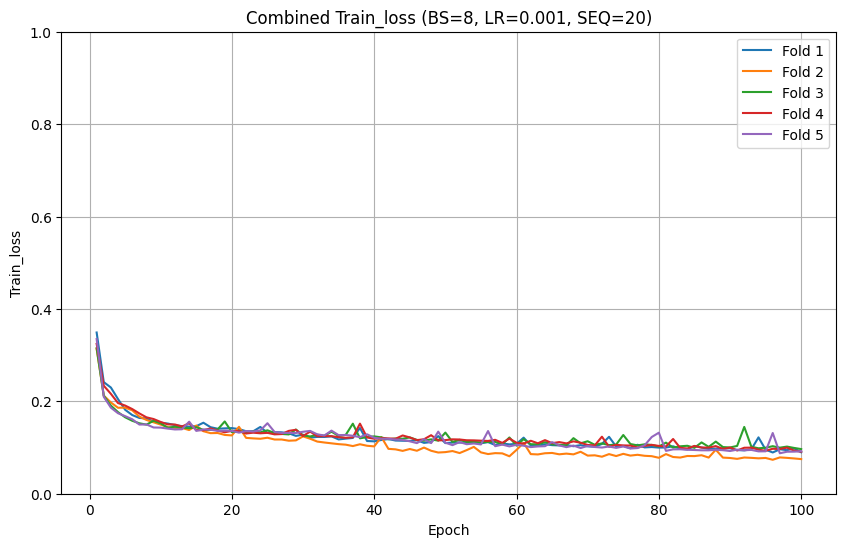 Combined Train_loss (BS=8, LR=0.001, SEQ=20)
Fold 1
Fold 2
Fold 3
Fold 4
Fold 5
1.0
0.8
0.6
0.4
0.2
0.0
Train_loss
0
20
40
60
80
100
Epoch